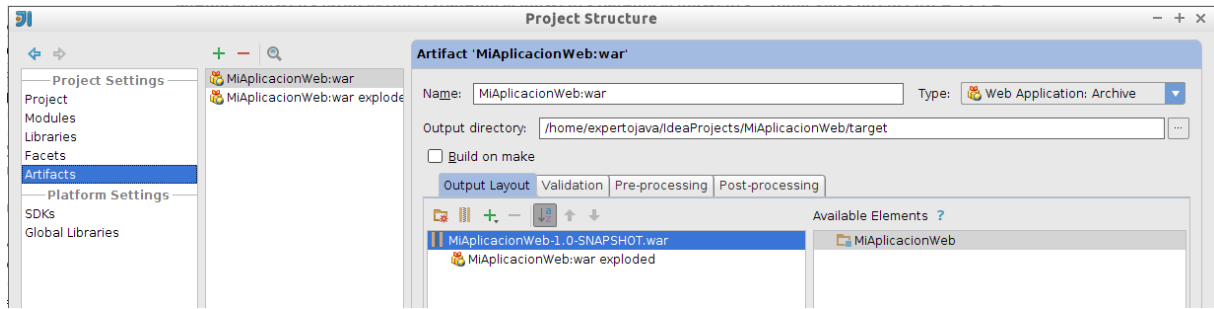 Project Structure
Artifact 'MiAplicacionWeb:war'
Project Settings
Project
Modules
Libraries
Facets
Artifacts
Platform Settings
SDKs
Global Libraries
MiAplicacionWeb:war
MiAplicacionWeb:war explode
Name: MiAplicacionWeb:war Type: Web Application: Archive
Output directory: /home/expertojava/IdeaProjects/MiAplicacionWeb/target ...
Build on make
Output Layout Validation Pre-processing Post-processing
Available Elements ?
MiAplicacionWeb-1.0-SNAPSHOT.war
MiAplicacionWeb:war exploded
MiAplicacionWeb